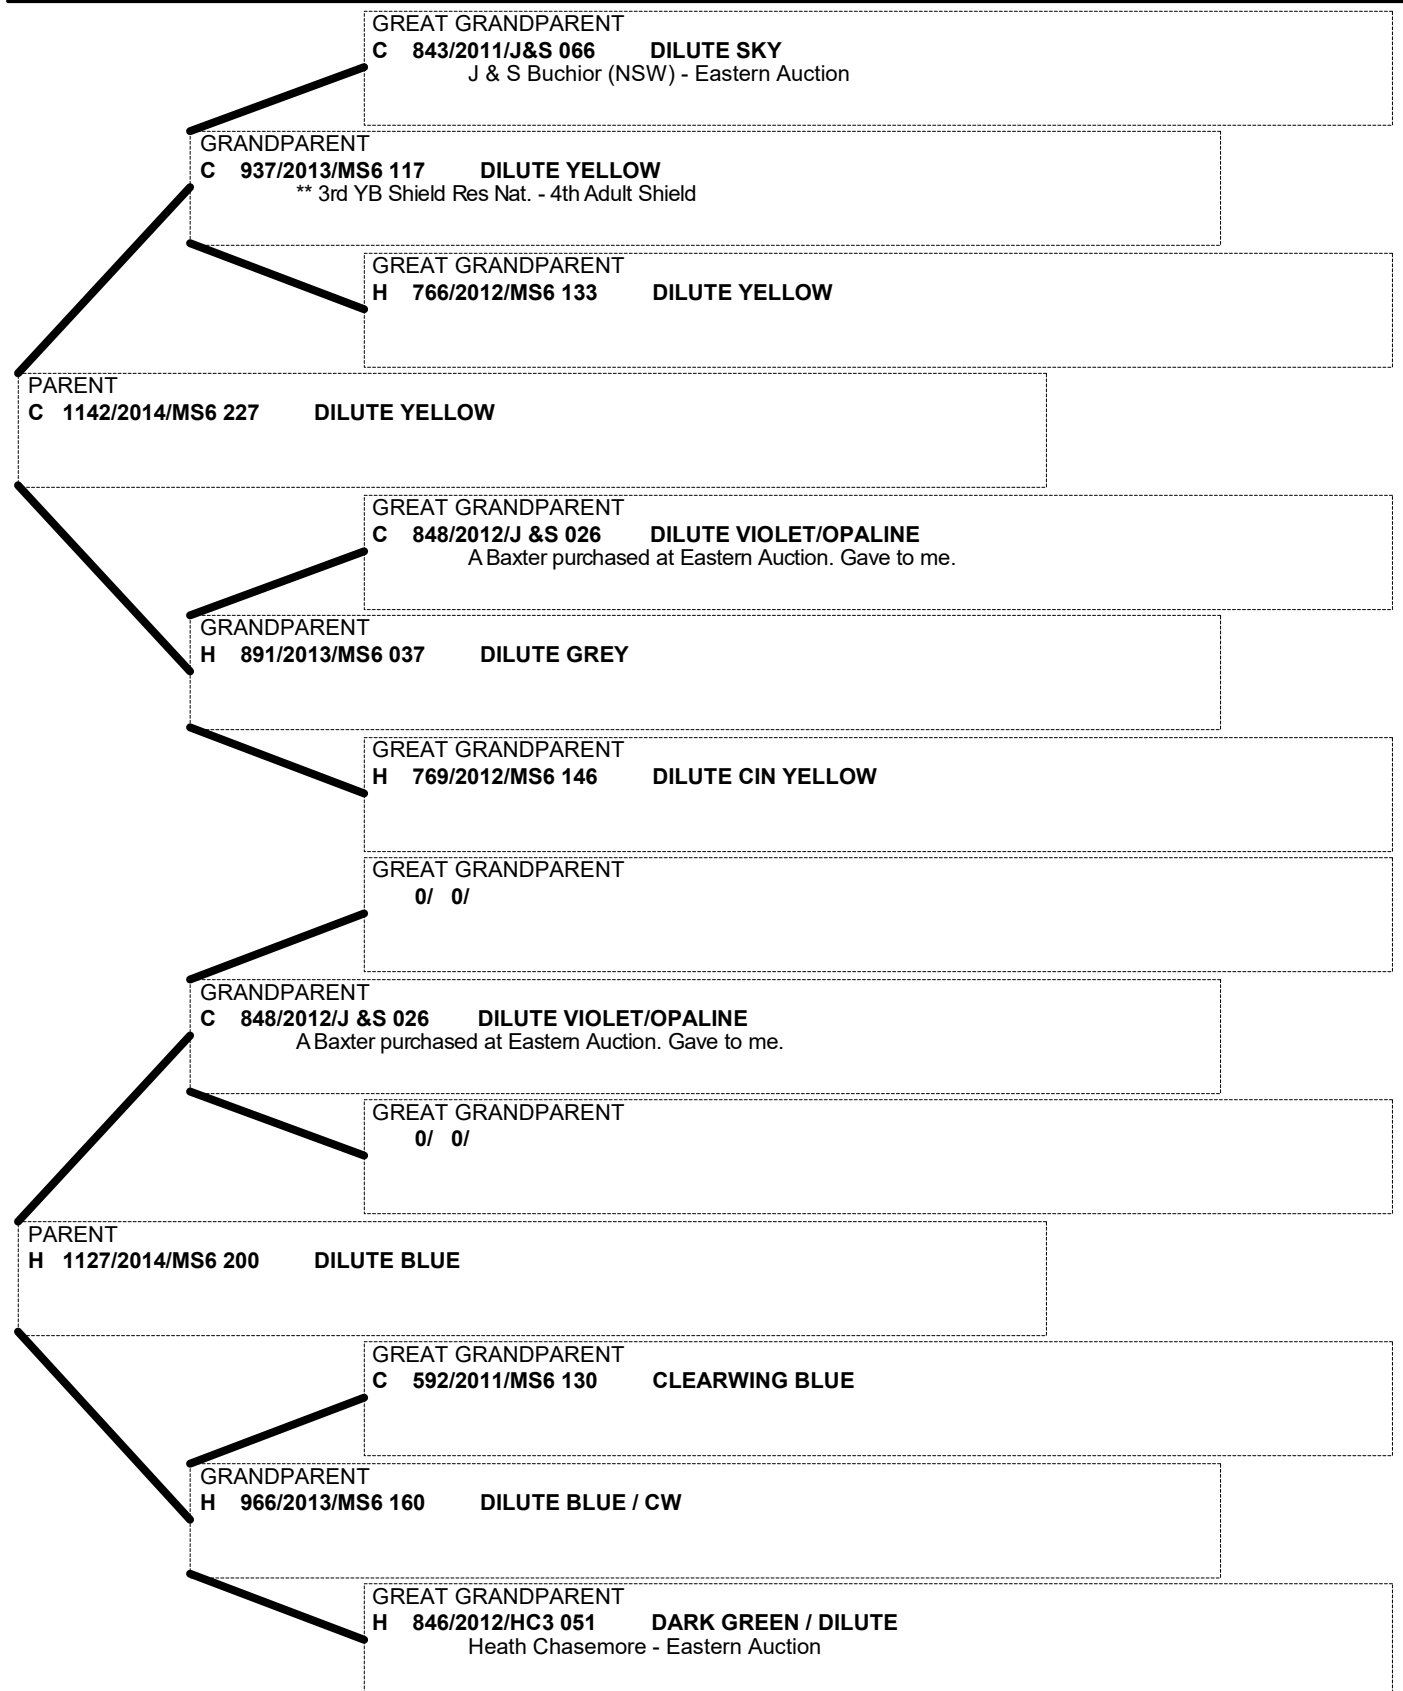 GREAT GRANDPARENT
C 843/2011/J&S 066 DILUTE SKY
J & S Buchior (NSW) - Eastern Auction
GRANDPARENT
C 937/2013/MS6 117 DILUTE YELLOW
** 3rd YB Shield Res Nat. - 4th Adult Shield
GREAT GRANDPARENT
H 766/2012/MS6 133 DILUTE YELLOW
PARENT
C 1142/2014/MS6 227 DILUTE YELLOW
GREAT GRANDPARENT
C 848/2012/J &S 026 DILUTE VIOLET/OPALINE
A Baxter purchased at Eastern Auction. Gave to me.
GRANDPARENT
H 891/2013/MS6 037 DILUTE GREY
GREAT GRANDPARENT
H 769/2012/MS6 146 DILUTE CIN YELLOW
GREAT GRANDPARENT
0/ 0/
GRANDPARENT
C 848/2012/J &S 026 DILUTE VIOLET/OPALINE
A Baxter purchased at Eastern Auction. Gave to me.
GREAT GRANDPARENT
0/ 0/
PARENT
H 1127/2014/MS6 200 DILUTE BLUE
GREAT GRANDPARENT
C 592/2011/MS6 130 CLEARWING BLUE
GRANDPARENT
H 966/2013/MS6 160 DILUTE BLUE / CW
GREAT GRANDPARENT
H 846/2012/HC3 051 DARK GREEN / DILUTE
Heath Chasemore - Eastern Auction